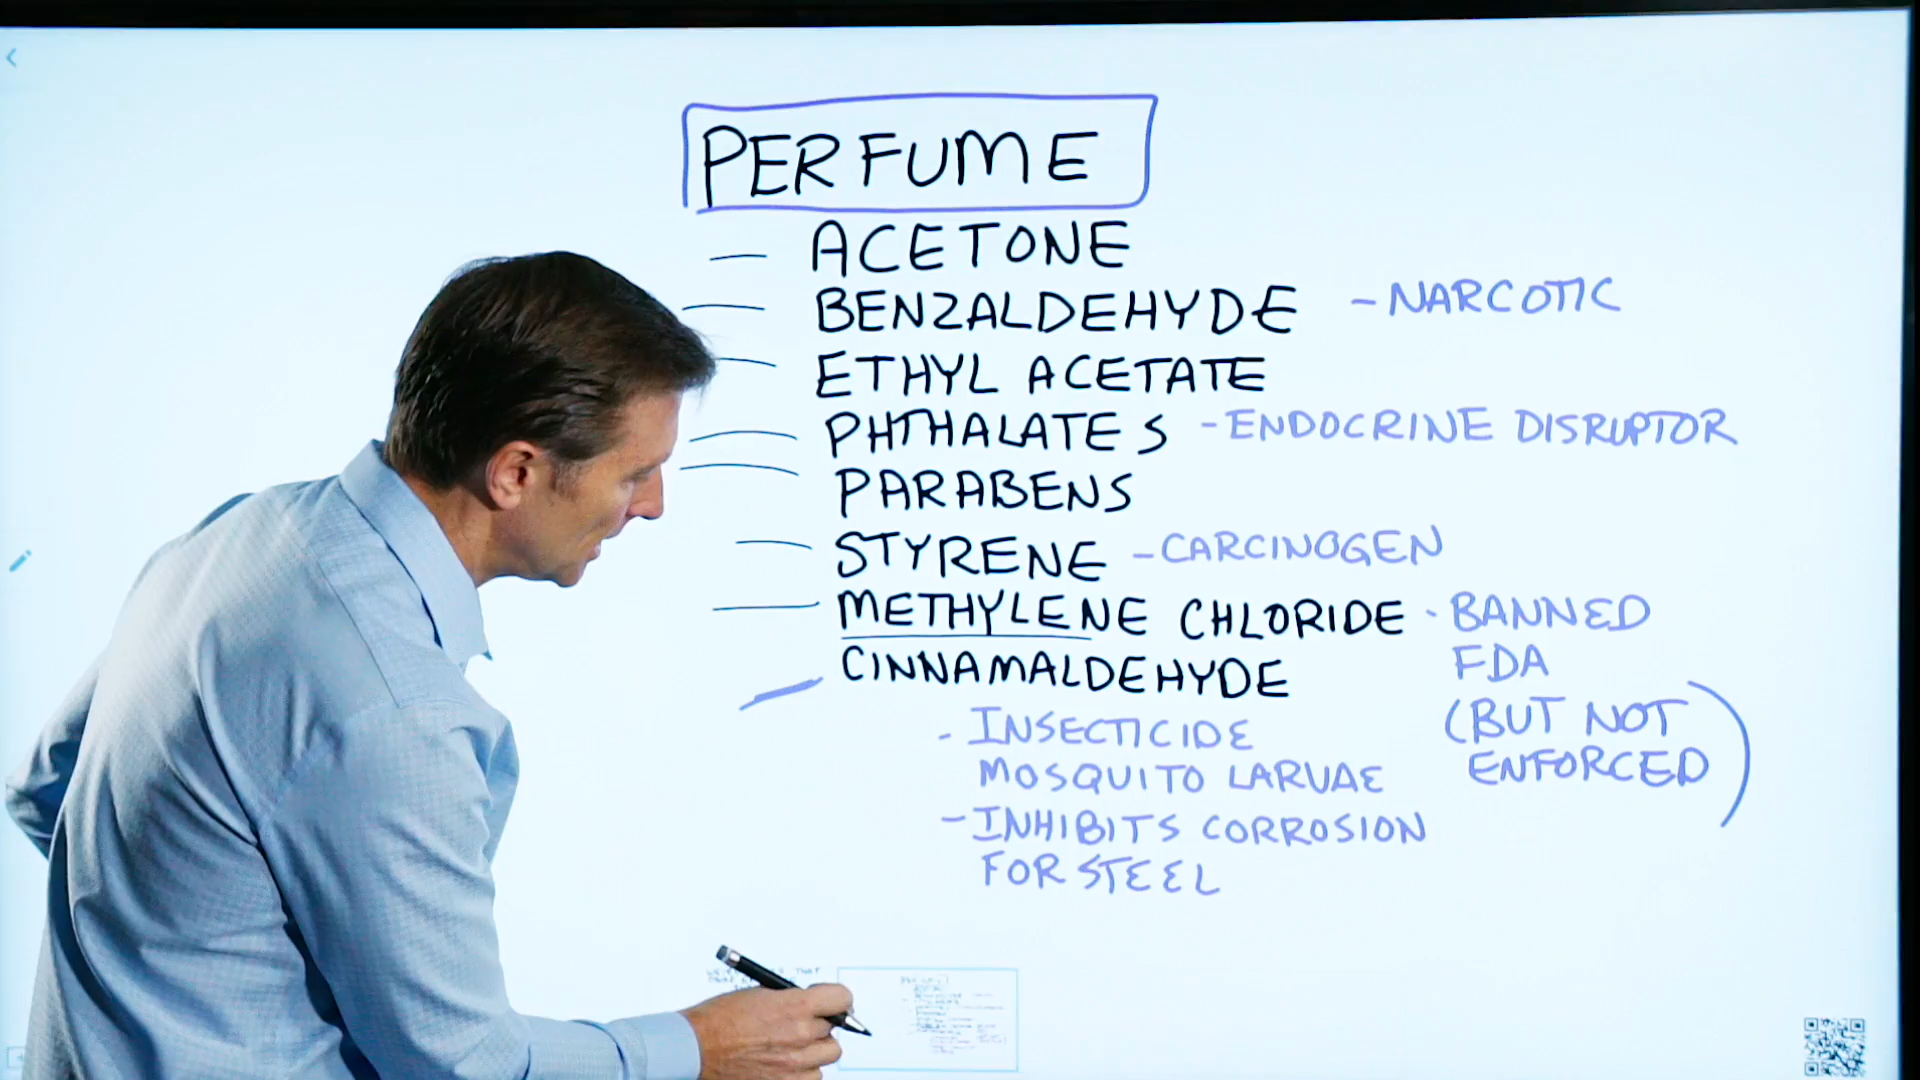 PERFUME
— ACETONE
— BENZALDEHYDE - NARCOTIC
— ETHYL ACETATE
— PHTHALATES - ENDOCRINE DISRUPTOR
— PARABENS
— STYRENE - CARCINOGEN
— METHYLENE CHLORIDE · BANNED
FDA
— CINNAMALDEHYDE
(BUT NOT
ENFORCED)
- INSECTICIDE
MOSQUITO LARVAE
- INHIBITS CORROSION
FOR STEEL